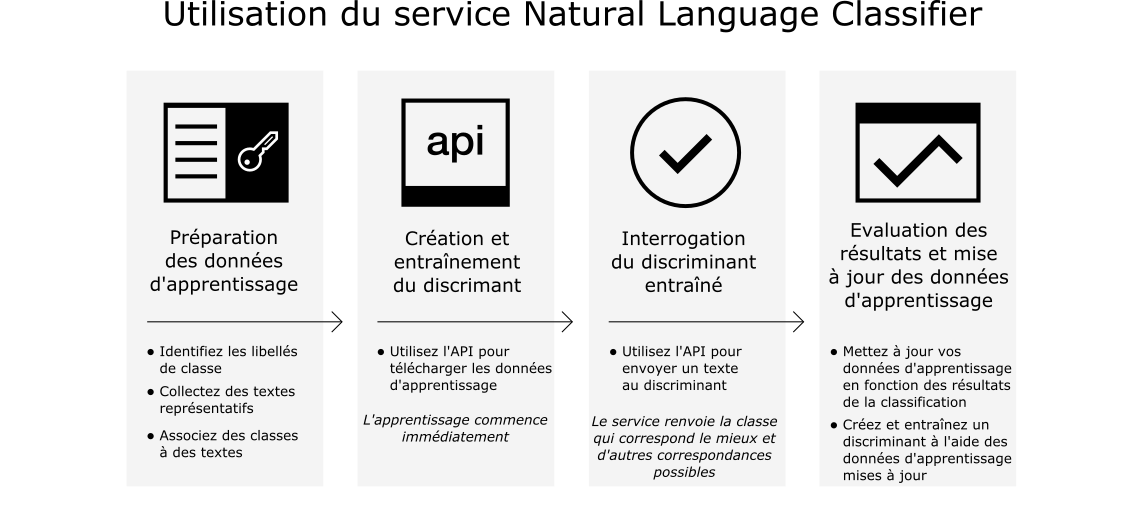 Utilisation du service Natural Language Classifier
api
Préparation
des données
d'apprentissage
● Identifiez les libellés
de classe
● Collectez des textes
représentatifs
● Associez des classes
à des textes
Création et
entraînement
du discrimant
● Utilisez l'API pour
télécharger les données
d'apprentissage
L'apprentissage commence
immédiatement
Interrogation
du discriminant
entraîné
● Utilisez l'API pour
envoyer un texte
au discriminant
Le service renvoie la classe
qui correspond le mieux et
d'autres correspondances
possibles
Evaluation des
résultats et mise
à jour des données
d'apprentissage
● Mettez à jour vos
données d'apprentissage
en fonction des résultats
de la classification
● Créez et entraînez un
discriminant à l'aide des
données d'apprentissage
mises à jour